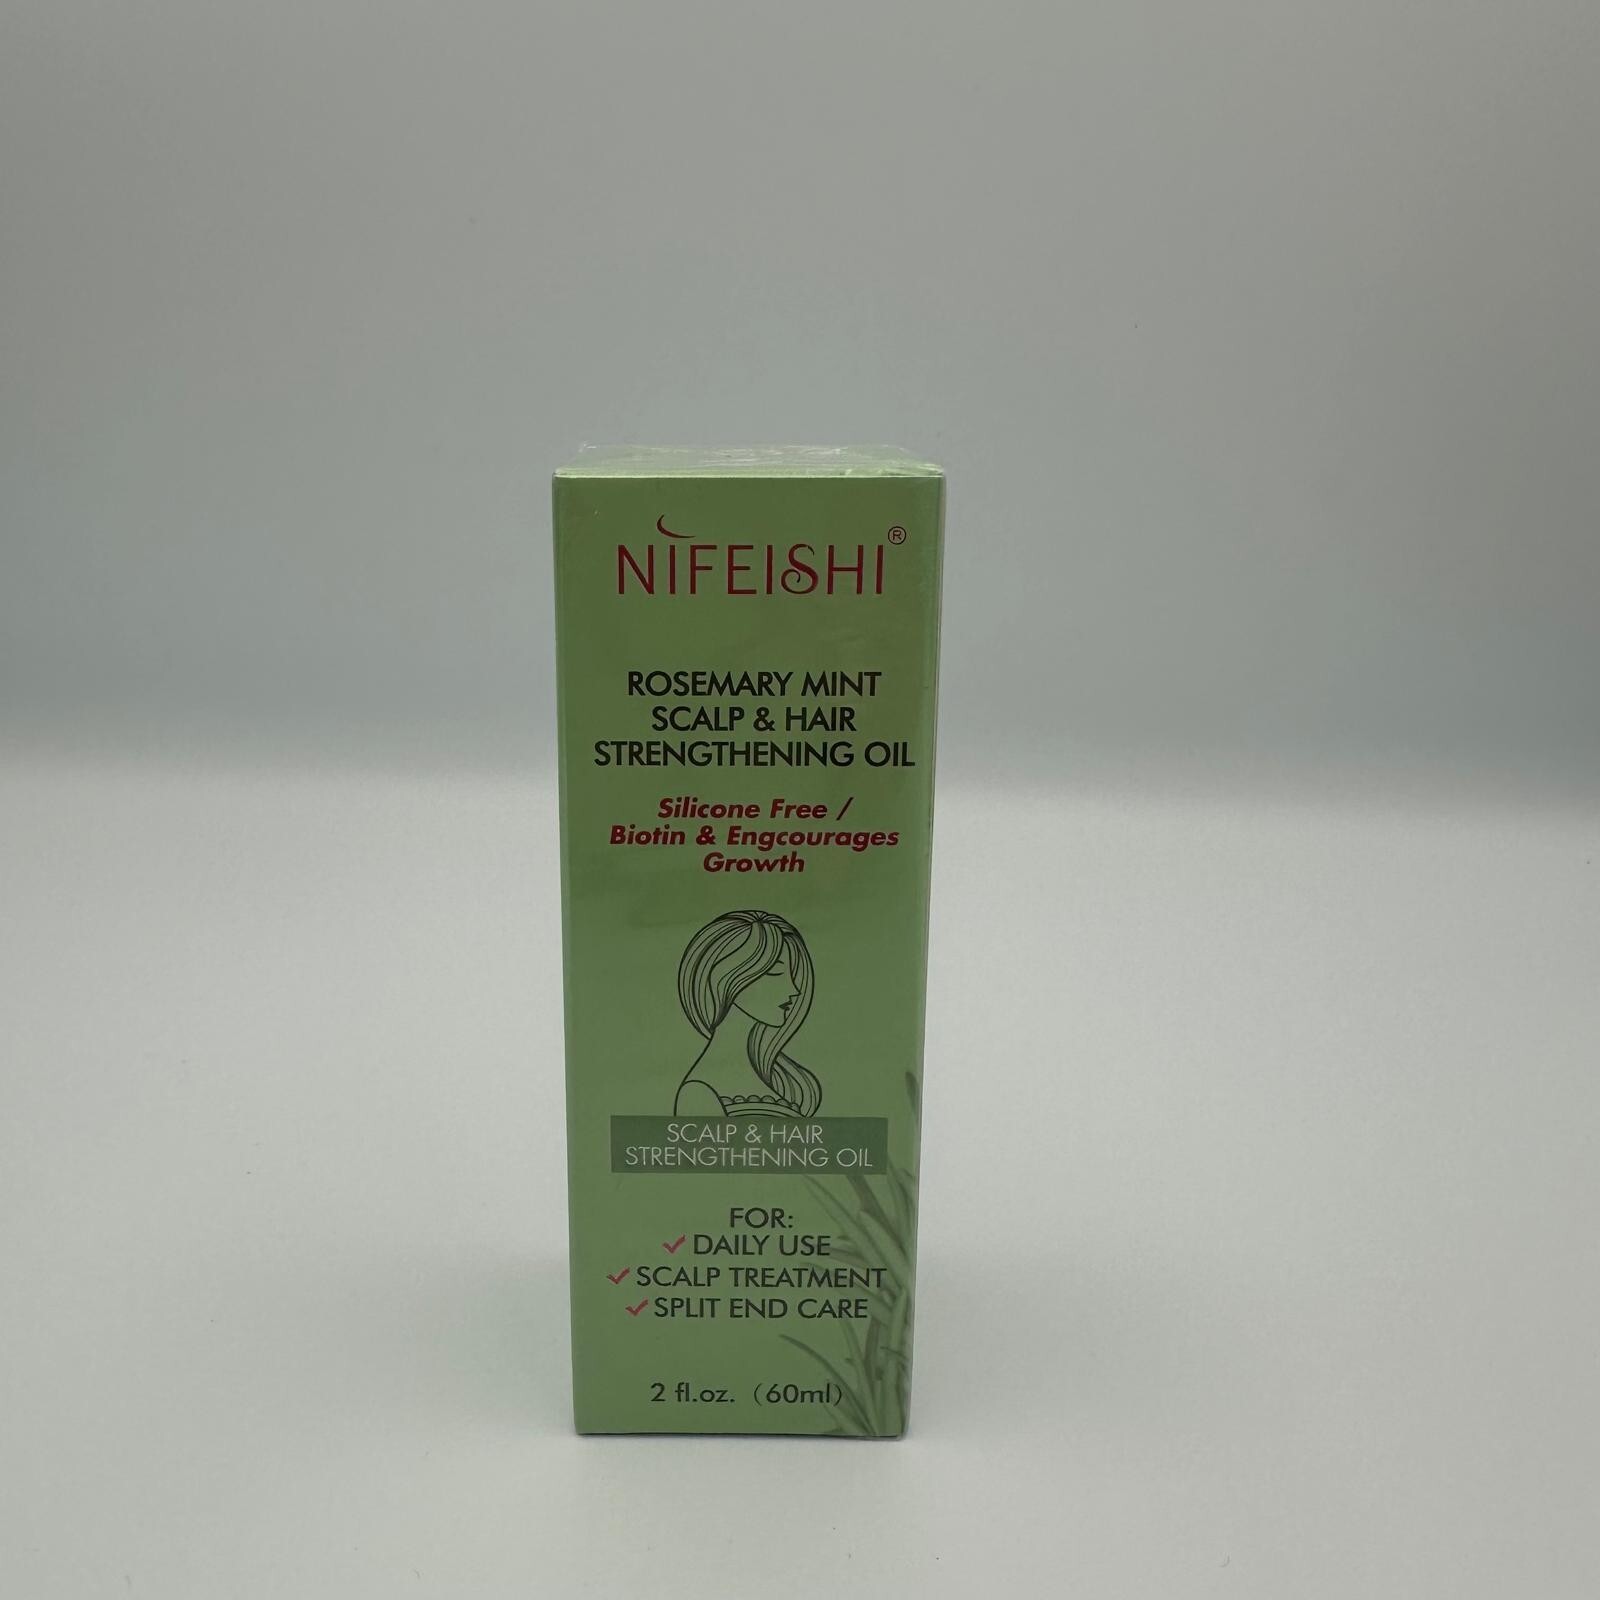 NIFEISHI®
ROSEMARY MINT
SCALP & HAIR
STRENGTHENING OIL
Silicone Free /
Biotin & Engcourages
Growth
SCALP & HAIR
STRENGTHENING OIL
FOR:
✓ DAILY USE
✓ SCALP TREATMENT
✓ SPLIT END CARE
2 fl.oz. (60ml)